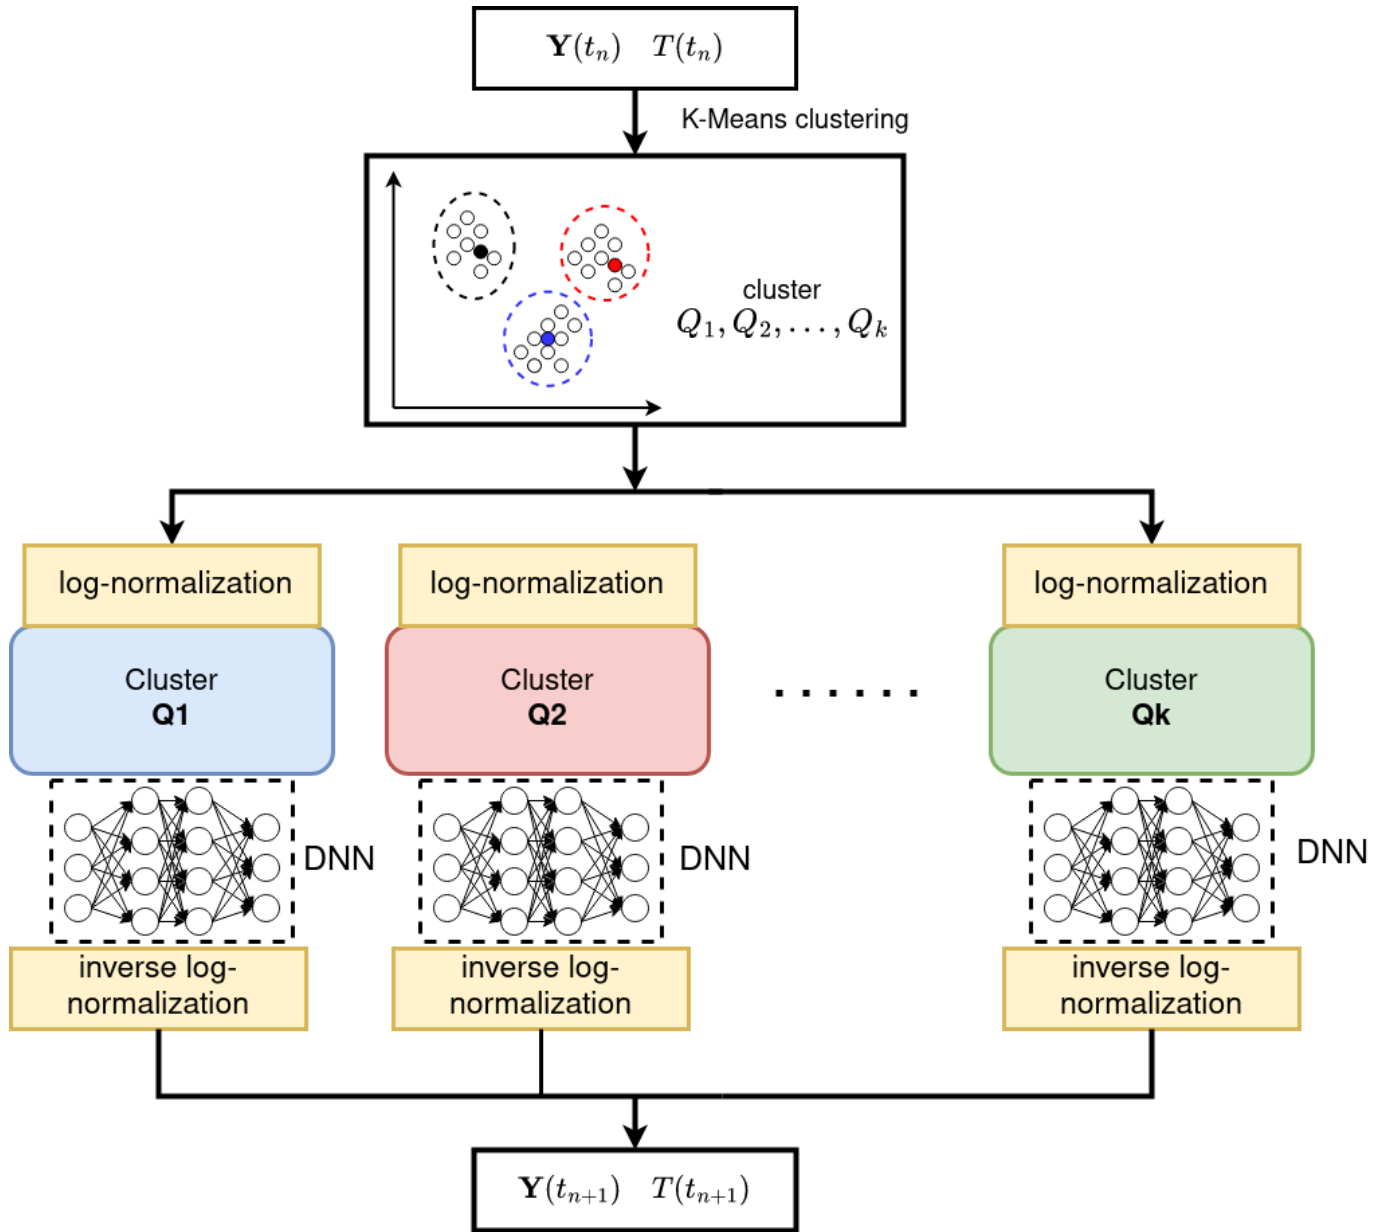 Y(tₙ) T(tₙ)
K-Means clustering
cluster
Q₁, Q₂, . . . , Qₖ
log-normalization
log-normalization
log-normalization
Cluster
Q1
Cluster
Q2
......
Cluster
Qk
DNN
DNN
DNN
inverse log-
normalization
inverse log-
normalization
inverse log-
normalization
Y(tₙ₊₁) T(tₙ₊₁)